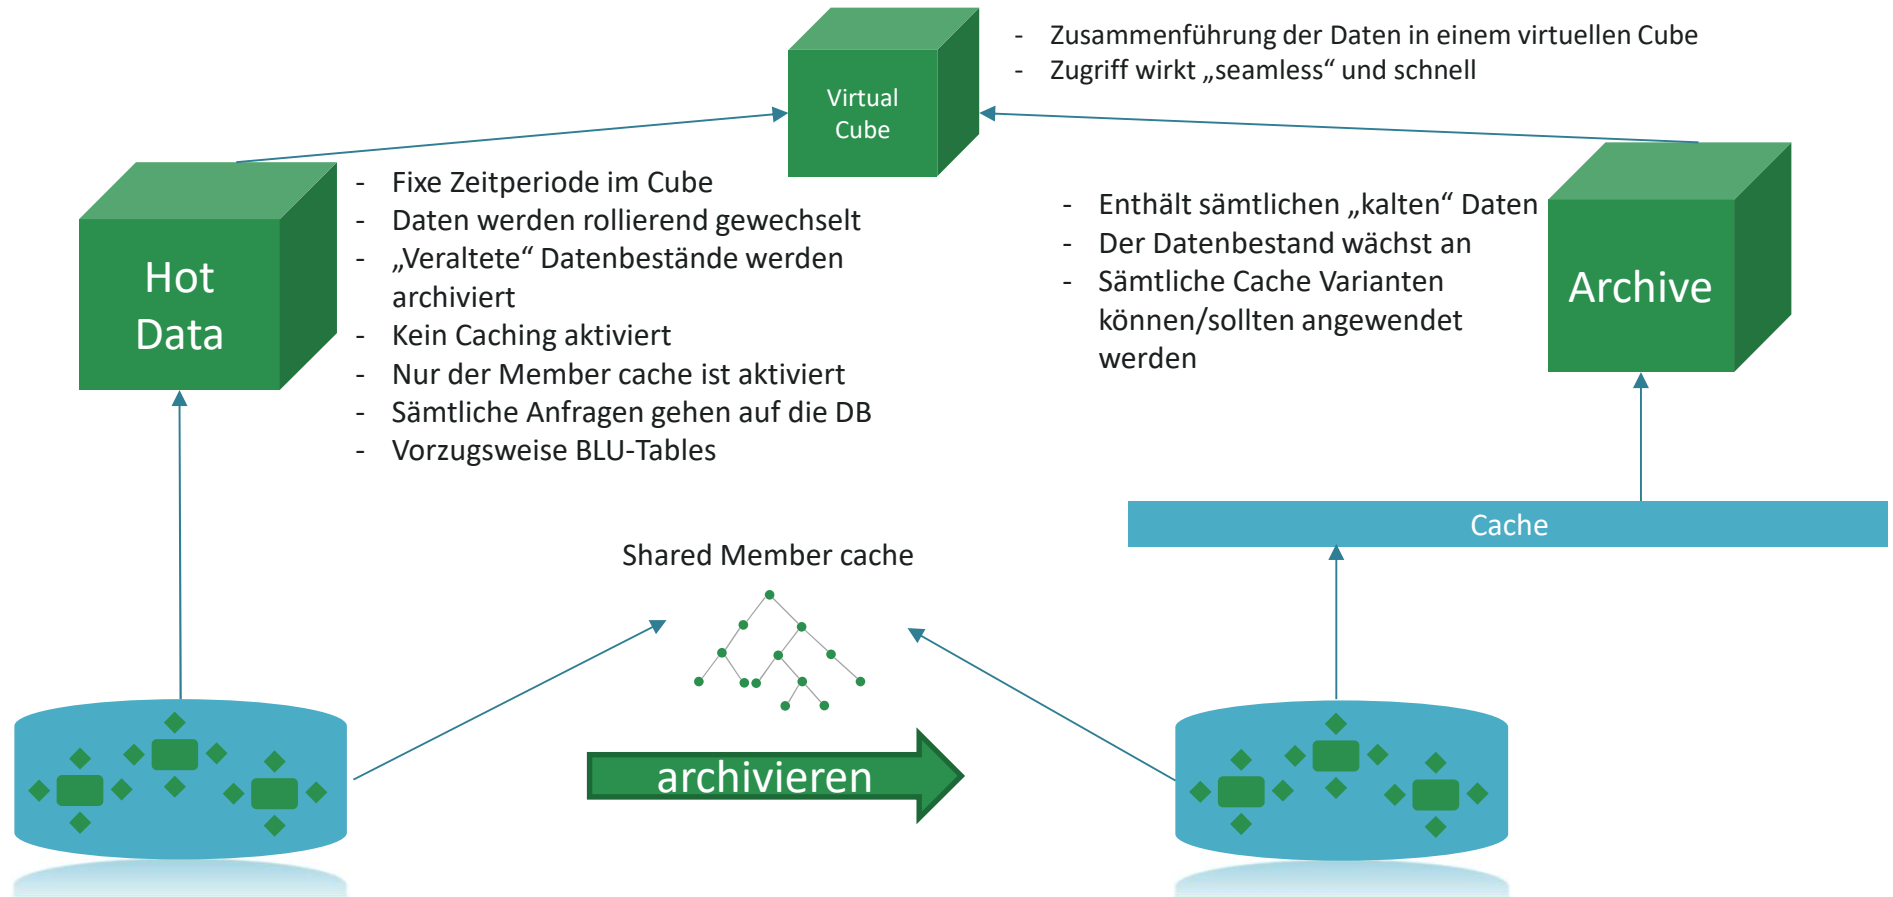 Virtual
Cube
- Zusammenführung der Daten in einem virtuellen Cube
- Zugriff wirkt „seamless“ und schnell
Hot
Data
- Fixe Zeitperiode im Cube
- Daten werden rollierend gewechselt
- „Veraltete“ Datenbestände werden
archiviert
- Kein Caching aktiviert
- Nur der Member cache ist aktiviert
- Sämtliche Anfragen gehen auf die DB
- Vorzugsweise BLU-Tables
- Enthält sämtlichen „kalten“ Daten
- Der Datenbestand wächst an
- Sämtliche Cache Varianten
können/sollten angewendet
werden
Archive
Cache
Shared Member cache
archivieren